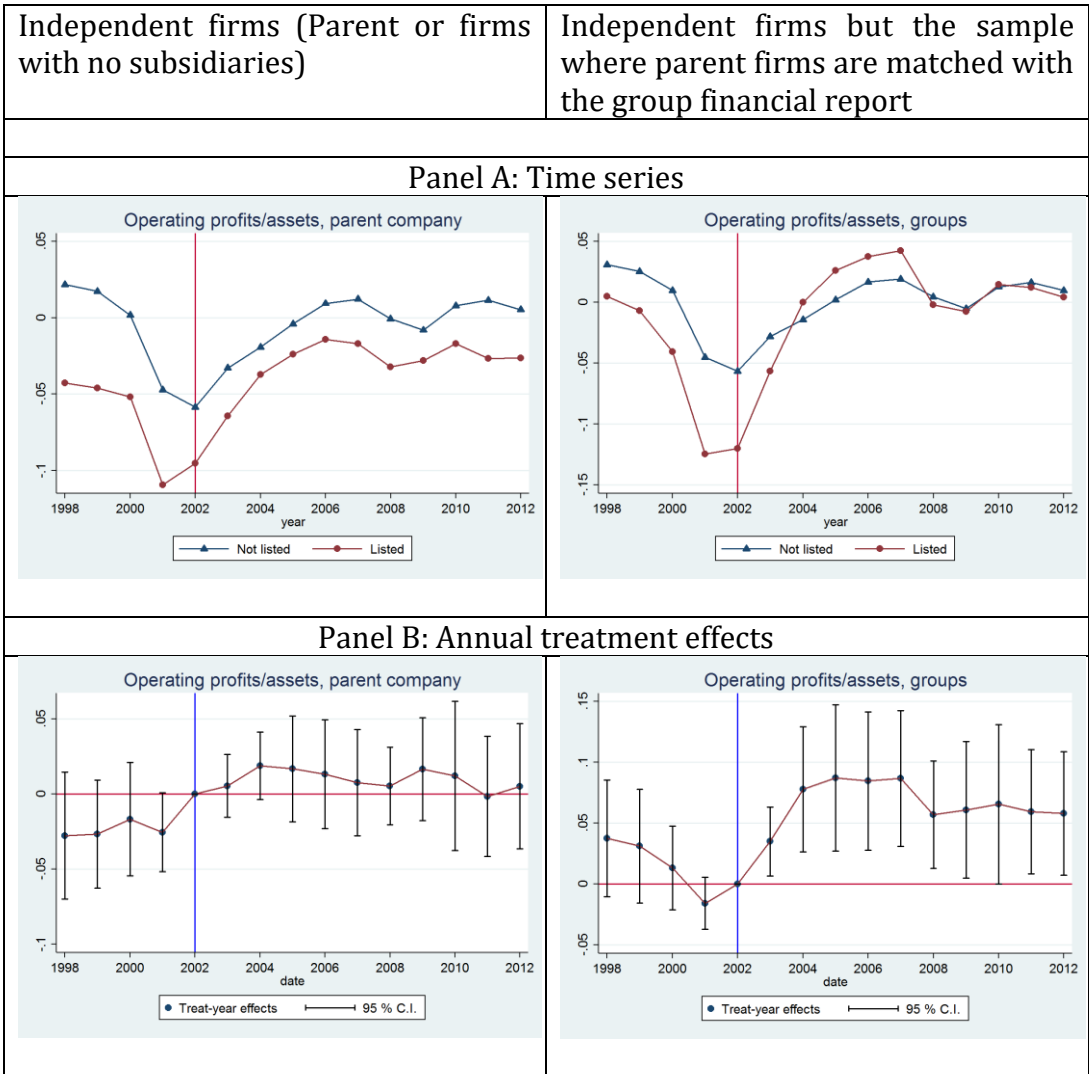 Independent firms (Parent or firms
with no subsidiaries)
Independent firms but the sample
where parent firms are matched with
the group financial report
Panel A: Time series
Operating profits/assets, parent company
.05
0
-.05
-.1
1998 2000 2002 2004 2006 2008 2010 2012
year
Not listed Listed
Operating profits/assets, groups
.05
0
-.05
-.1
-.15
1998 2000 2002 2004 2006 2008 2010 2012
year
Not listed Listed
Panel B: Annual treatment effects
Operating profits/assets, parent company
.05
0
-.05
-.1
1998 2000 2002 2004 2006 2008 2010 2012
date
Treat-year effects 95 % C.I.
Operating profits/assets, groups
.15
.1
.05
0
-.05
1998 2000 2002 2004 2006 2008 2010 2012
date
Treat-year effects 95 % C.I.